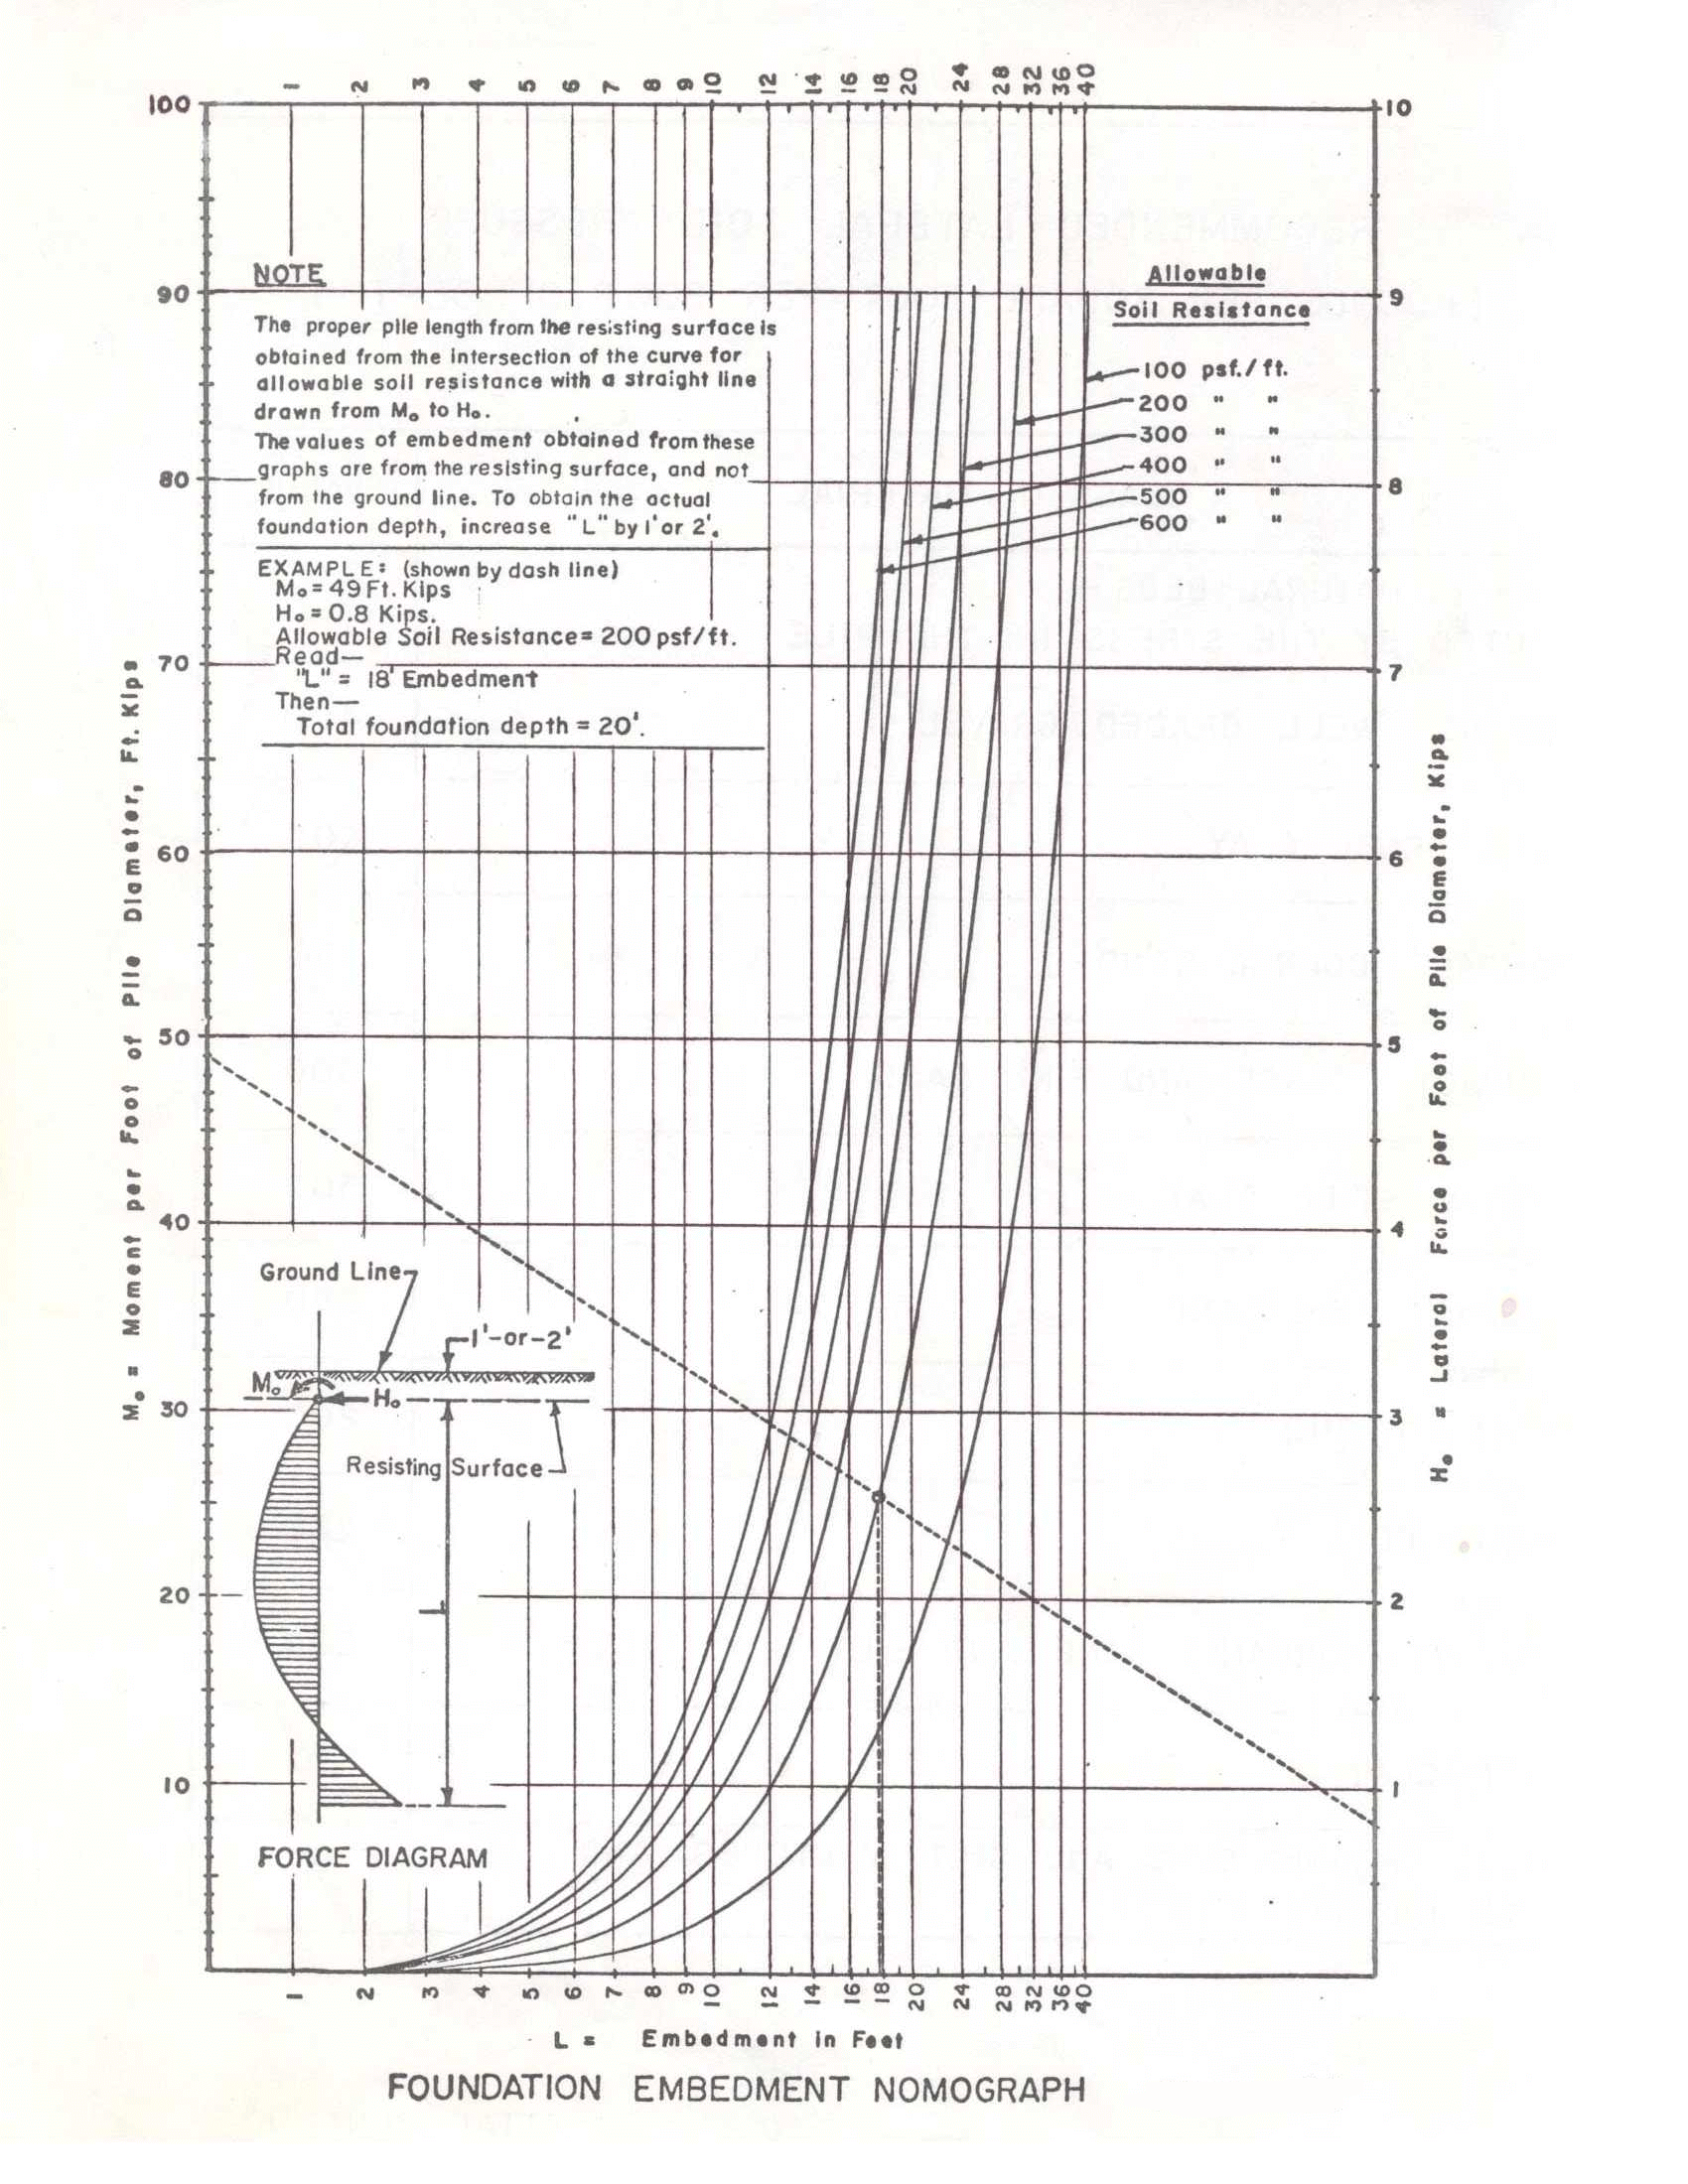 1 2 3 4 5 6 7 8 9 10 12 14 16 18 20 24 28 32 36 40
100
90
80
70
60
50
40
30
20
10
10
9
8
7
6
5
4
3
2
1
Mo = Moment per Foot of Pile Diameter, Ft. Kips
Ho = Lateral Force per Foot of Pile Diameter, Kips
NOTE
The proper pile length from the resisting surface is
obtained from the intersection of the curve for
allowable soil resistance with a straight line
drawn from Mo to Ho.
The values of embedment obtained from these
graphs are from the resisting surface, and not
from the ground line. To obtain the actual
foundation depth, increase "L" by 1' or 2'.
EXAMPLE: (shown by dash line)
Mo = 49 Ft. Kips
Ho = 0.8 Kips.
Allowable Soil Resistance = 200 psf/ft.
Read—
"L" = 18' Embedment
Then—
Total foundation depth = 20'.
Allowable
Soil Resistance
100 psf./ft.
200 " "
300 " "
400 " "
500 " "
600 " "
Ground Line
1'-or-2'
Mo
Ho
Resisting Surface
L
FORCE DIAGRAM
1 2 3 4 5 6 7 8 9 10 12 14 16 18 20 24 28 32 36 40
L = Embedment in Feet
FOUNDATION EMBEDMENT NOMOGRAPH